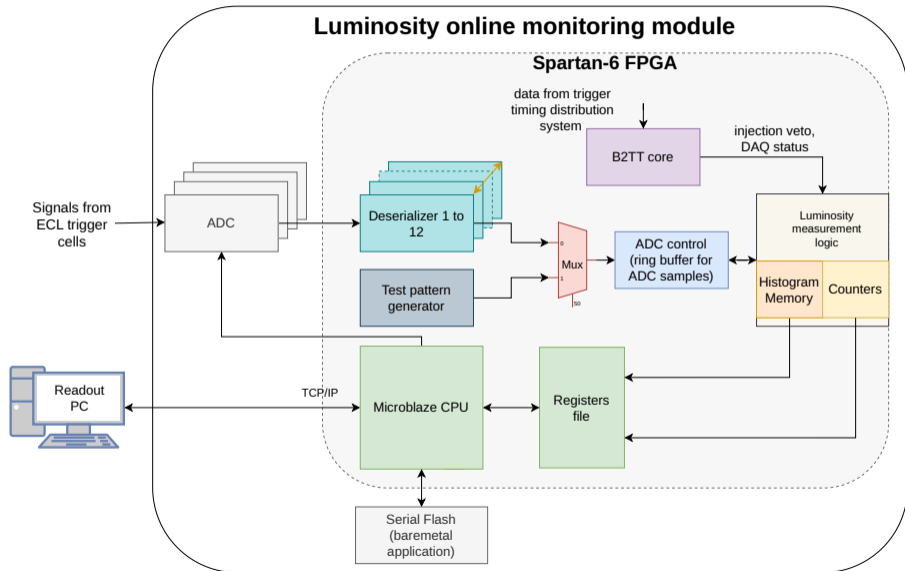 Luminosity online monitoring module
Spartan-6 FPGA
data from trigger
timing distribution
system
B2TT core
injection veto,
DAQ status
Signals from
ECL trigger
cells
ADC
Deserializer 1 to
12
Mux
0
1
S0
ADC control
(ring buffer for
ADC samples)
Luminosity
measurement
logic
Histogram
Memory
Counters
Test pattern
generator
Readout
PC
TCP/IP
Microblaze CPU
Registers
file
Serial Flash
(baremetal
application)